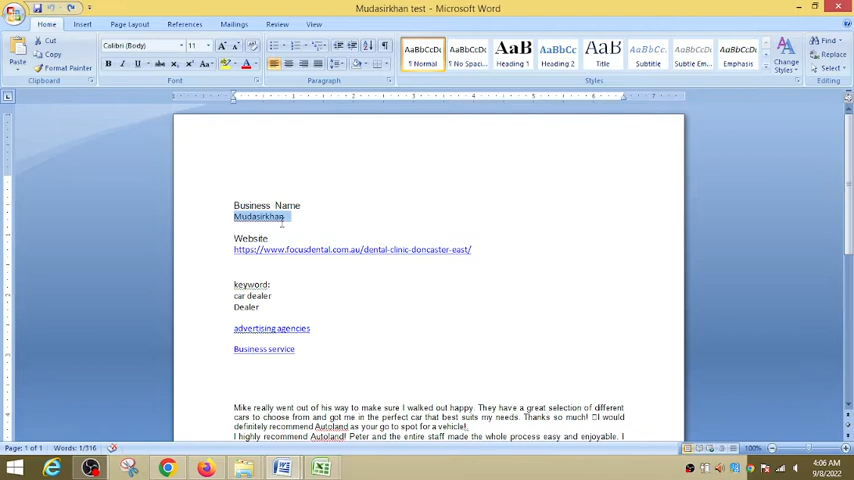 Mudasirkhan test - Microsoft Word
Home Insert Page Layout References Mailings Review View
Cut
Copy
Format Painter
Paste
Calibri (Body) 11
AaBbCcDc AaBbCcDc AaBb AaBbCc AaB AaBbCc. AaBbCcDc AaBbCcDc
¶ Normal ¶ No Spaci... Heading 1 Heading 2 Title Subtitle Subtle Em... Emphasis
Change Styles
Find
Replace
Select
Clipboard Font Paragraph Styles Editing
Business Name
Mudasirkhan
Website
https://www.focusdental.com.au/dental-clinic-doncaster-east/
keyword:
car dealer
Dealer
advertising agencies
Business service
Mike really went out of his way to make sure I walked out happy. They have a great selection of different
cars to choose from and got me in the perfect car that best suits my needs. Thanks so much! I would
definitely recommend Autoland as your go to spot for a vehicle!.
I highly recommend Autoland! Peter and the entire staff made the whole process easy and enjoyable. I
Page: 1 of 1 Words: 1/316 100%
4:06 AM
9/8/2022